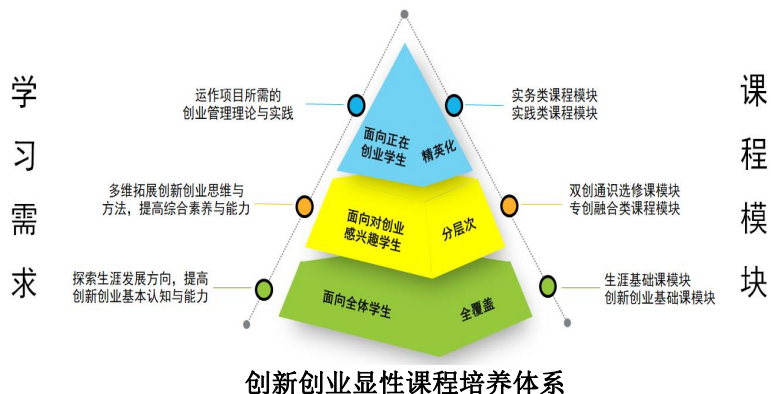 学习需求
运作项目所需的
创业管理理论与实践
面向正在
创业学生
精英化
实务类课程模块
实践类课程模块
多维拓展创新创业思维与
方法，提高综合素养与能力
面向对创业
感兴趣学生
分层次
双创通识选修课模块
专创融合类课程模块
探索生涯发展方向，提高
创新创业基本认知与能力
面向全体学生
全覆盖
生涯基础课模块
创新创业基础课模块
课程模块
创新创业显性课程培养体系